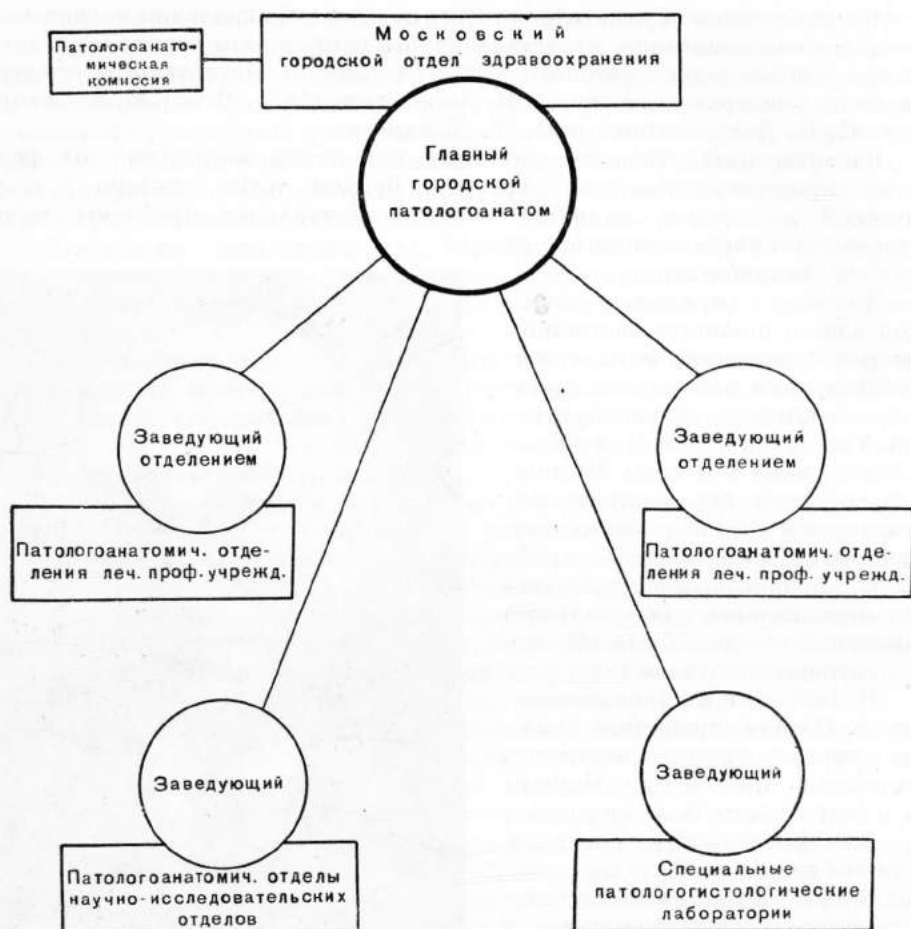 Патологоанато-
мическая
комиссия
Московский
городской отдел здравоохранения
Главный
городской
патологоанатом
Заведующий
отделением
Патологоанатомич. отде-
ления леч. проф. учрежд.
Заведующий
отделением
Патологоанатомич. отде-
ления леч. проф. учрежд.
Заведующий
Патологоанатомич. отделы
научно-исследовательских
отделов
Заведующий
Специальные
патологогистологические
лаборатории